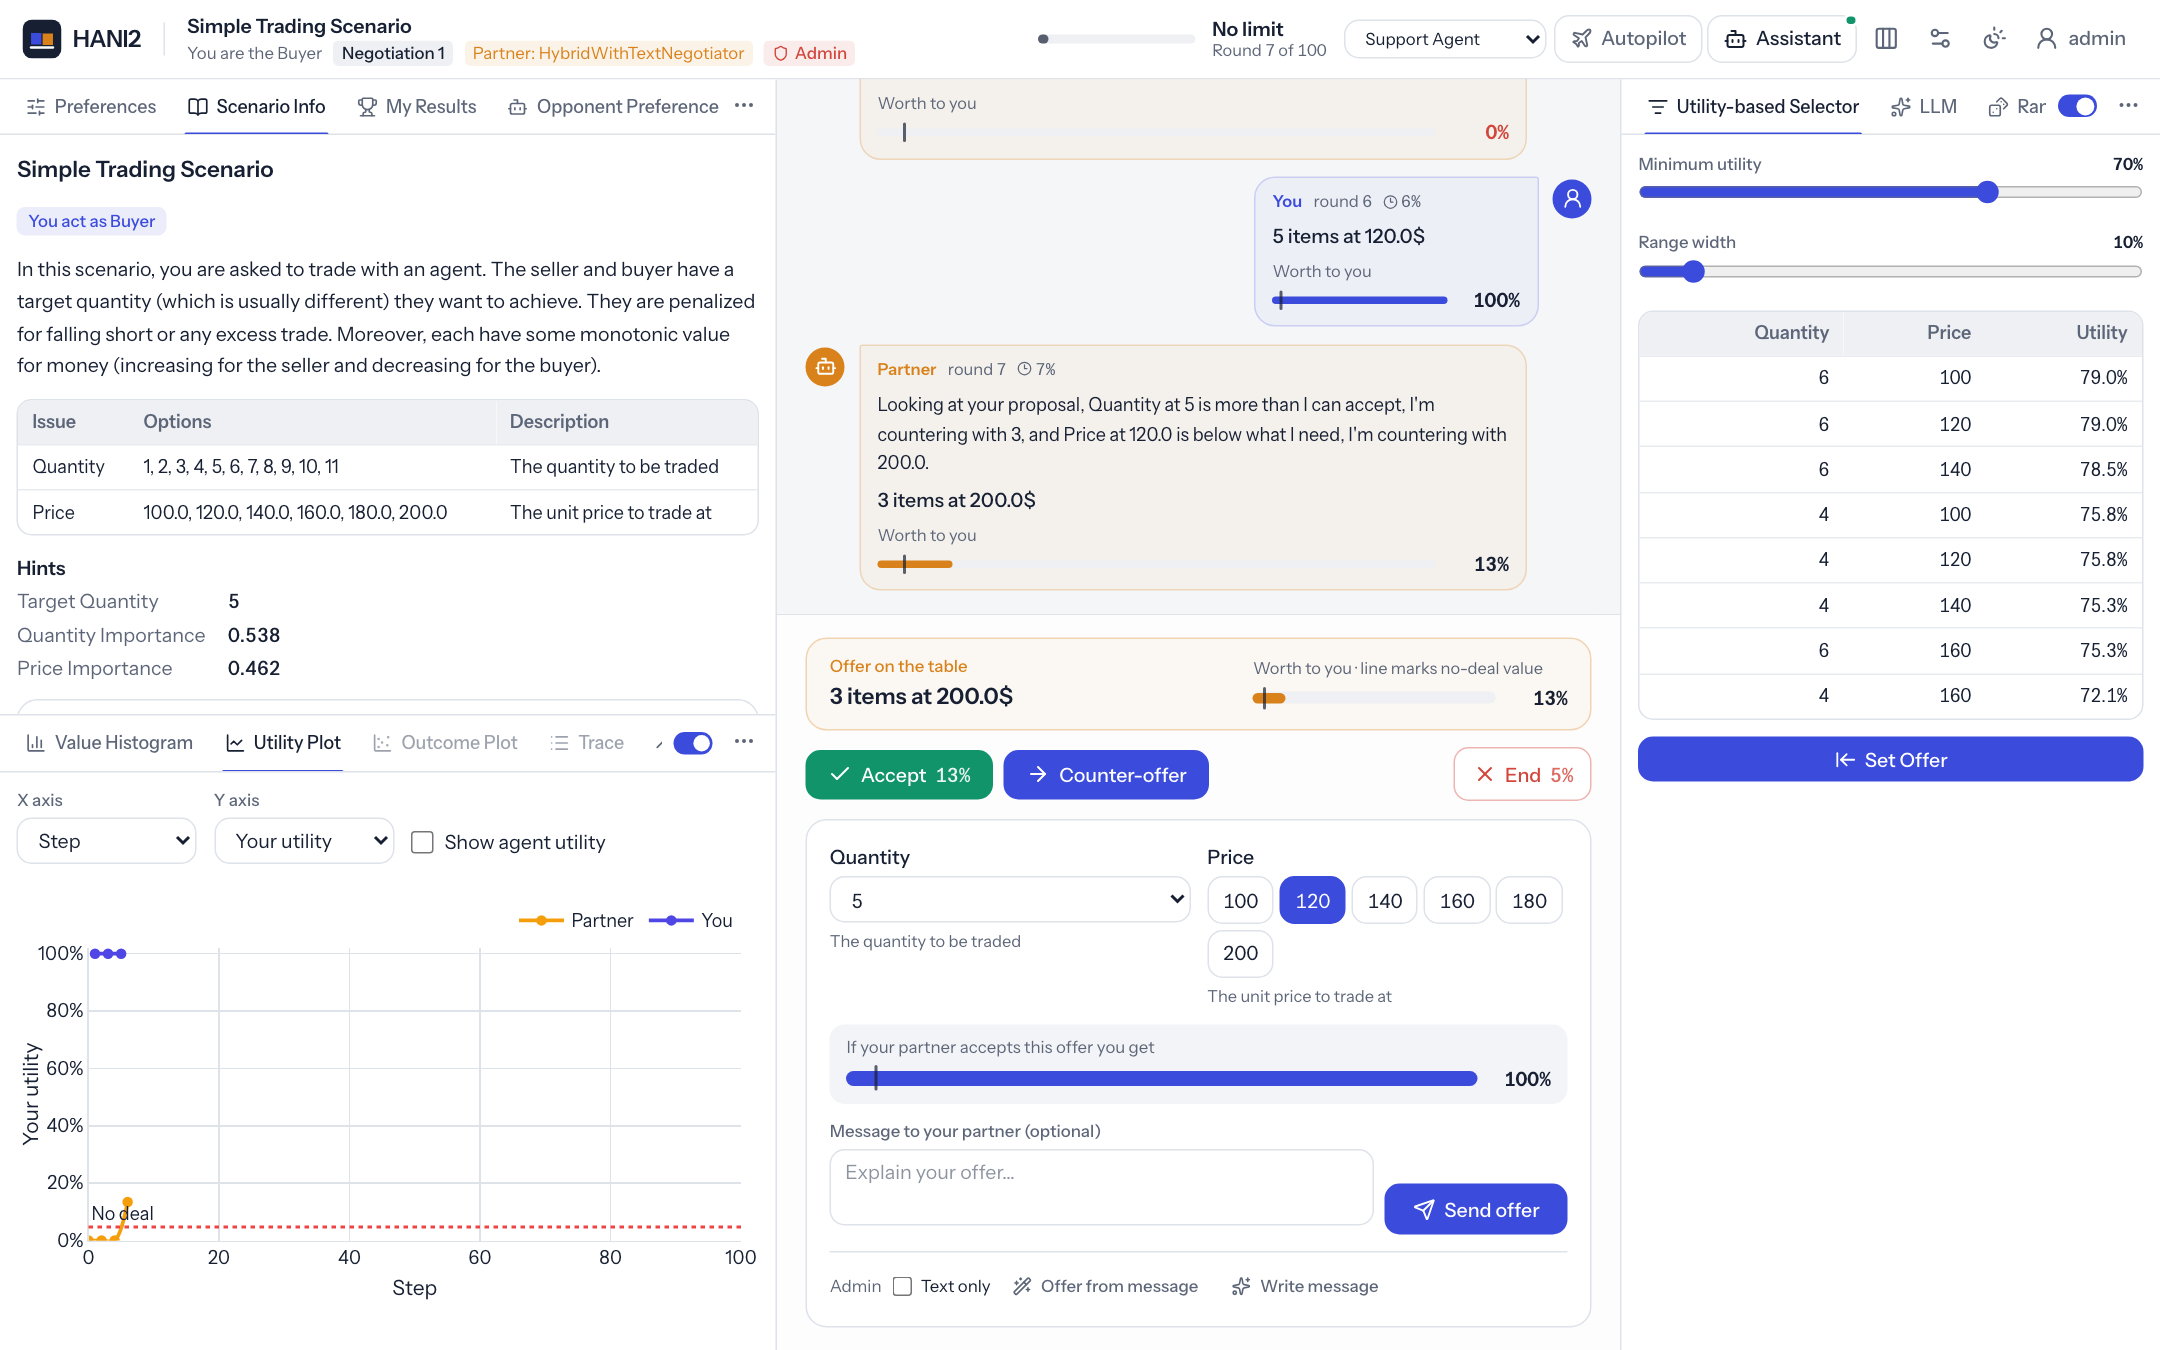 HANI2
Simple Trading Scenario
You are the Buyer Negotiation 1 Partner: HybridWithTextNegotiator Admin
No limit
Round 7 of 100
Support Agent
Autopilot
Assistant
admin
Preferences Scenario Info My Results Opponent Preference ...
Simple Trading Scenario
You act as Buyer
In this scenario, you are asked to trade with an agent. The seller and buyer have a
target quantity (which is usually different) they want to achieve. They are penalized
for falling short or any excess trade. Moreover, each have some monotonic value
for money (increasing for the seller and decreasing for the buyer).
Issue Options Description
Quantity 1, 2, 3, 4, 5, 6, 7, 8, 9, 10, 11 The quantity to be traded
Price 100.0, 120.0, 140.0, 160.0, 180.0, 200.0 The unit price to trade at
Hints
Target Quantity 5
Quantity Importance 0.538
Price Importance 0.462
Value Histogram Utility Plot Outcome Plot Trace ...
X axis Y axis
Step Your utility Show agent utility
Partner You
100%
80%
60%
40%
20%
0%
Your utility
No deal
0 20 40 60 80 100
Step
Worth to you
0%
You round 6 6%
5 items at 120.0$
Worth to you
100%
Partner round 7 7%
Looking at your proposal, Quantity at 5 is more than I can accept, I'm
countering with 3, and Price at 120.0 is below what I need, I'm countering with
200.0.
3 items at 200.0$
Worth to you
13%
Offer on the table
3 items at 200.0$
Worth to you · line marks no-deal value
13%
Accept 13% Counter-offer End 5%
Quantity
5
The quantity to be traded
Price
100 120 140 160 180
200
The unit price to trade at
If your partner accepts this offer you get
100%
Message to your partner (optional)
Explain your offer...
Send offer
Admin Text only Offer from message Write message
Utility-based Selector LLM Rar ...
Minimum utility 70%
Range width 10%
Quantity Price Utility
6 100 79.0%
6 120 79.0%
6 140 78.5%
4 100 75.8%
4 120 75.8%
4 140 75.3%
6 160 75.3%
4 160 72.1%
Set Offer